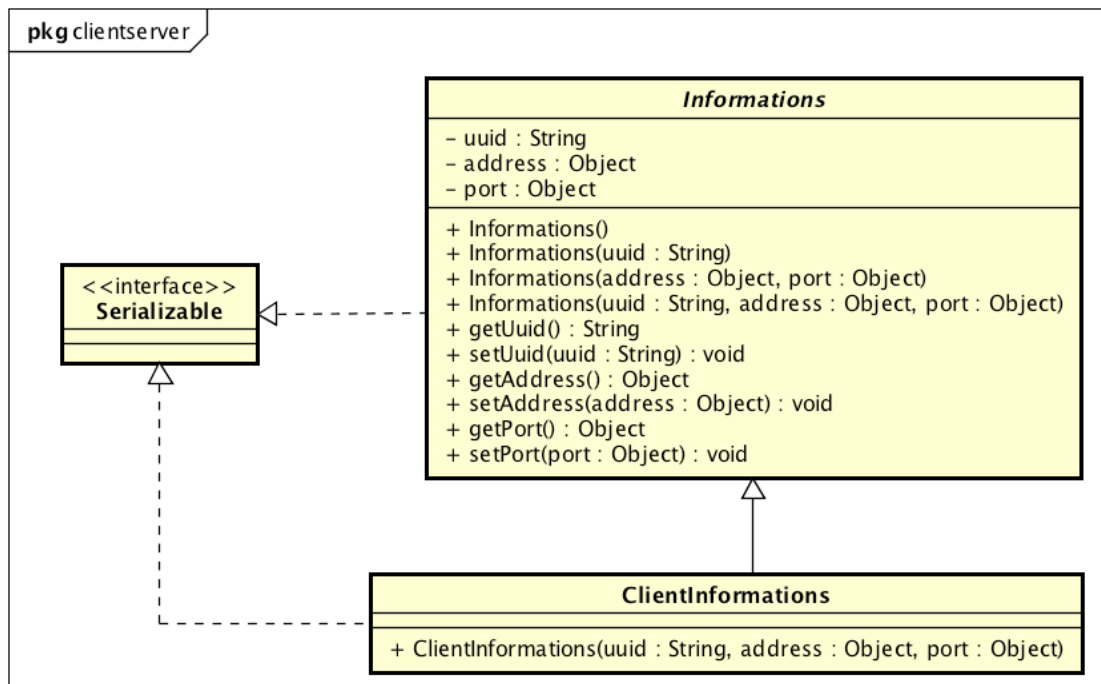 pkg clientserver
Informations
– uuid : String
– address : Object
– port : Object
+ Informations()
+ Informations(uuid : String)
+ Informations(address : Object, port : Object)
+ Informations(uuid : String, address : Object, port : Object)
+ getUuid() : String
+ setUuid(uuid : String) : void
+ getAddress() : Object
+ setAddress(address : Object) : void
+ getPort() : Object
+ setPort(port : Object) : void
<<interface>>
Serializable
ClientInformations
+ ClientInformations(uuid : String, address : Object, port : Object)